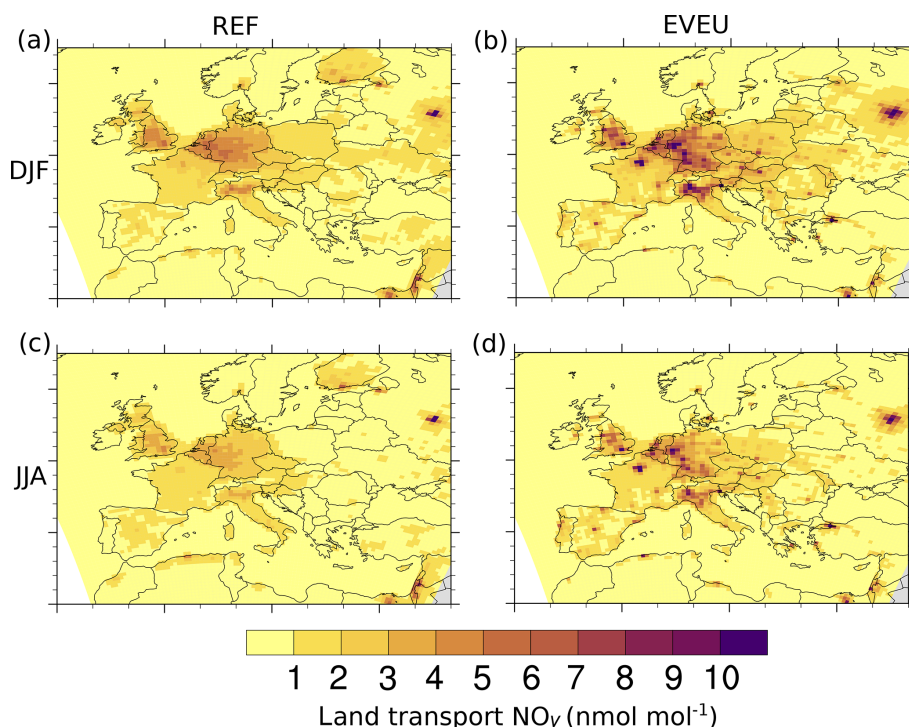 REF
EVEU
(a)
(b)
DJF
(c)
(d)
JJA
1 2 3 4 5 6 7 8 9 10
Land transport NOy (nmol mol⁻¹)